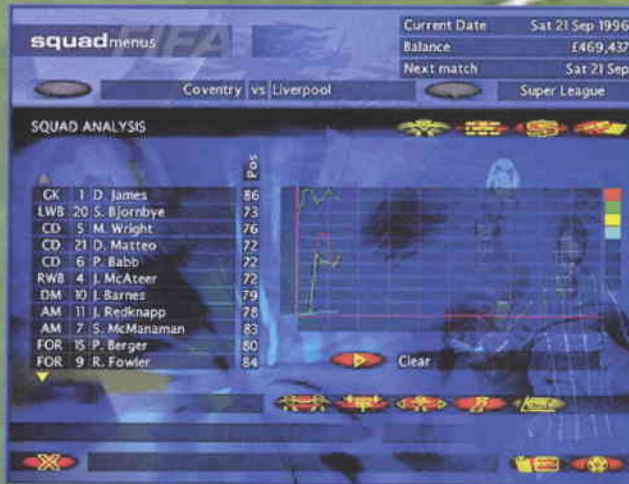 squadmenus
FIFA
Current Date Sat 21 Sep 1996
Balance £469,437
Next match Sat 21 Sep
Coventry vs Liverpool Super League
SQUAD ANALYSIS
Pos
GK 1 D. James 86
LWB 20 S. Bjornbye 73
CD 5 M. Wright 76
CD 21 D. Matteo 72
CD 6 P. Babb 72
RWB 4 J. McAteer 72
DM 10 J. Barnes 79
AM 11 J. Redknapp 78
AM 7 S. McManaman 83
FOR 15 P. Berger 80
FOR 9 R. Fowler 84
Clear